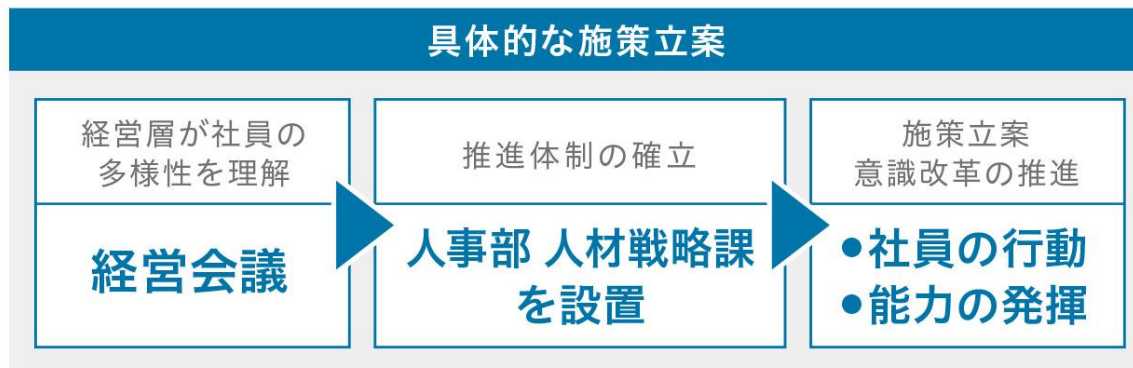 具体的な施策立案
経営層が社員の
多様性を理解
経営会議
推進体制の確立
人事部 人材戦略課
を設置
施策立案
意識改革の推進
●社員の行動
●能力の発揮